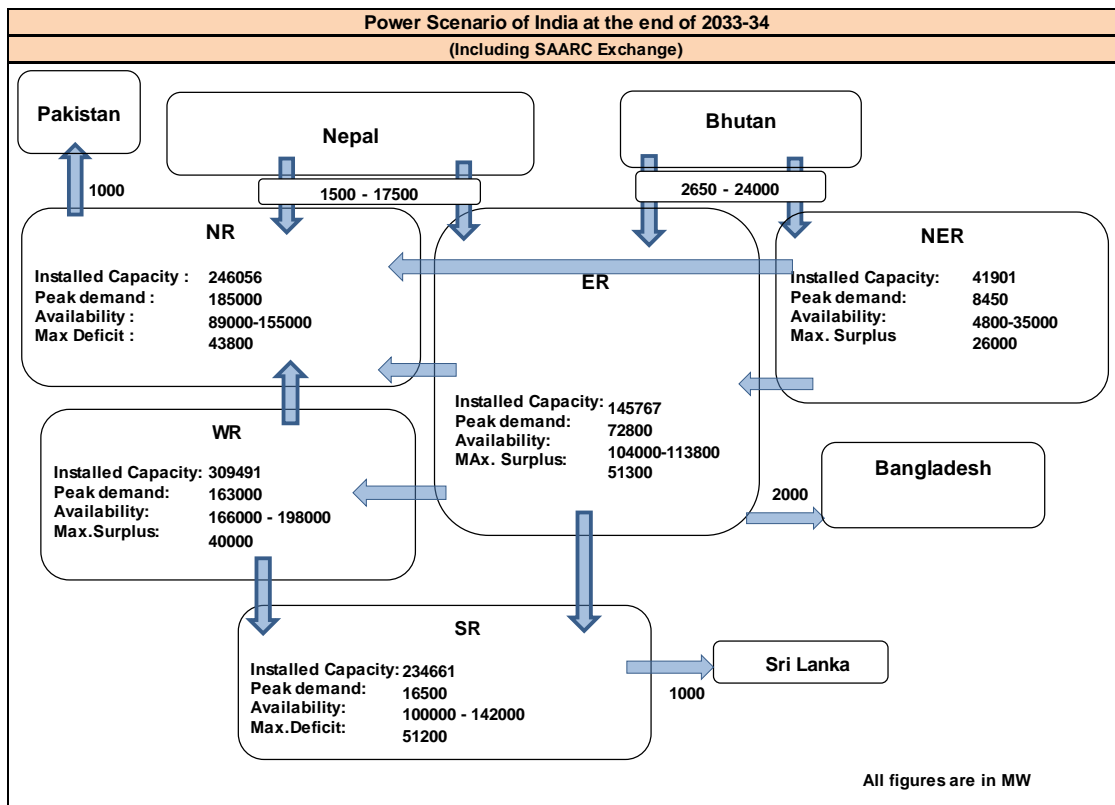 Power Scenario of India at the end of 2033-34
(Including SAARC Exchange)
Pakistan
Nepal
Bhutan
1000
1500 - 17500
2650 - 24000
NR
Installed Capacity : 246056
Peak demand : 185000
Availability : 89000-155000
Max Deficit : 43800
ER
Installed Capacity: 145767
Peak demand: 72800
Availability: 104000-113800
MAx. Surplus: 51300
NER
Installed Capacity: 41901
Peak demand: 8450
Availability: 4800-35000
Max. Surplus 26000
WR
Installed Capacity: 309491
Peak demand: 163000
Availability: 166000 - 198000
Max.Surplus: 40000
Bangladesh
2000
SR
Installed Capacity: 234661
Peak demand: 16500
Availability: 100000 - 142000
Max.Deficit: 51200
Sri Lanka
1000
All figures are in MW